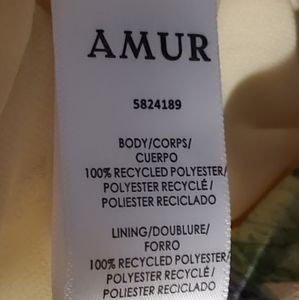 AMUR
5824189
BODY/CORPS/
CUERPO
100% RECYCLED POLYESTER/
POLYESTER RECYCLÉ/
POLIESTER RECICLADO
LINING/DOUBLURE/
FORRO
100% RECYCLED POLYESTER/
POLYESTER RECYCLÉ/
POLIESTER RECICLADO